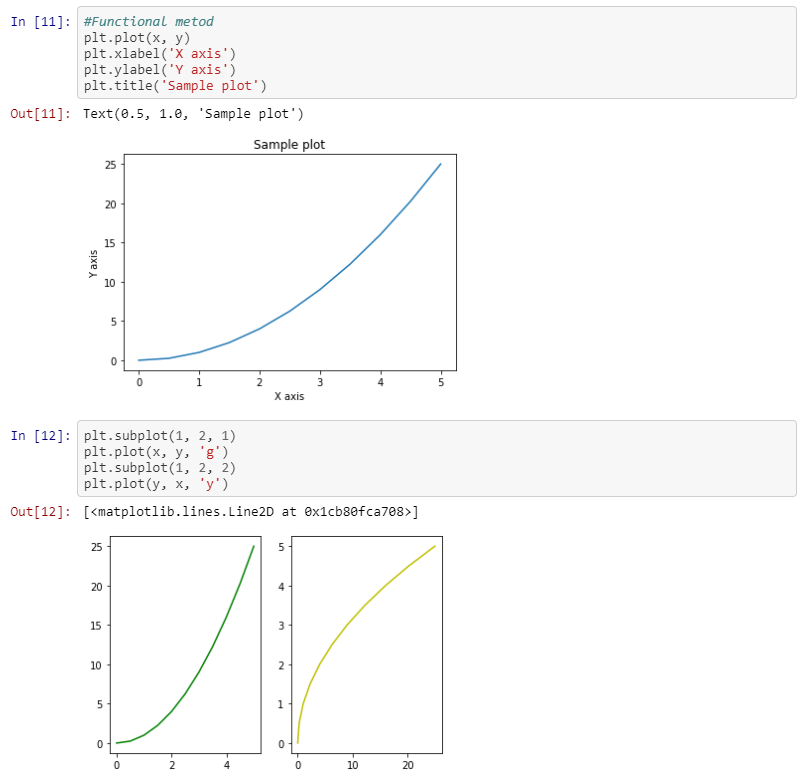 In [11]: #Functional metod
plt.plot(x, y)
plt.xlabel('X axis')
plt.ylabel('Y axis')
plt.title('Sample plot')
Out[11]: Text(0.5, 1.0, 'Sample plot')
Sample plot
25
20
15
10
5
0
Y axis
0 1 2 3 4 5
X axis
In [12]: plt.subplot(1, 2, 1)
plt.plot(x, y, 'g')
plt.subplot(1, 2, 2)
plt.plot(y, x, 'y')
Out[12]: [<matplotlib.lines.Line2D at 0x1cb80fca708>]
25
20
15
10
5
0
0 2 4
5
4
3
2
1
0
0 10 20